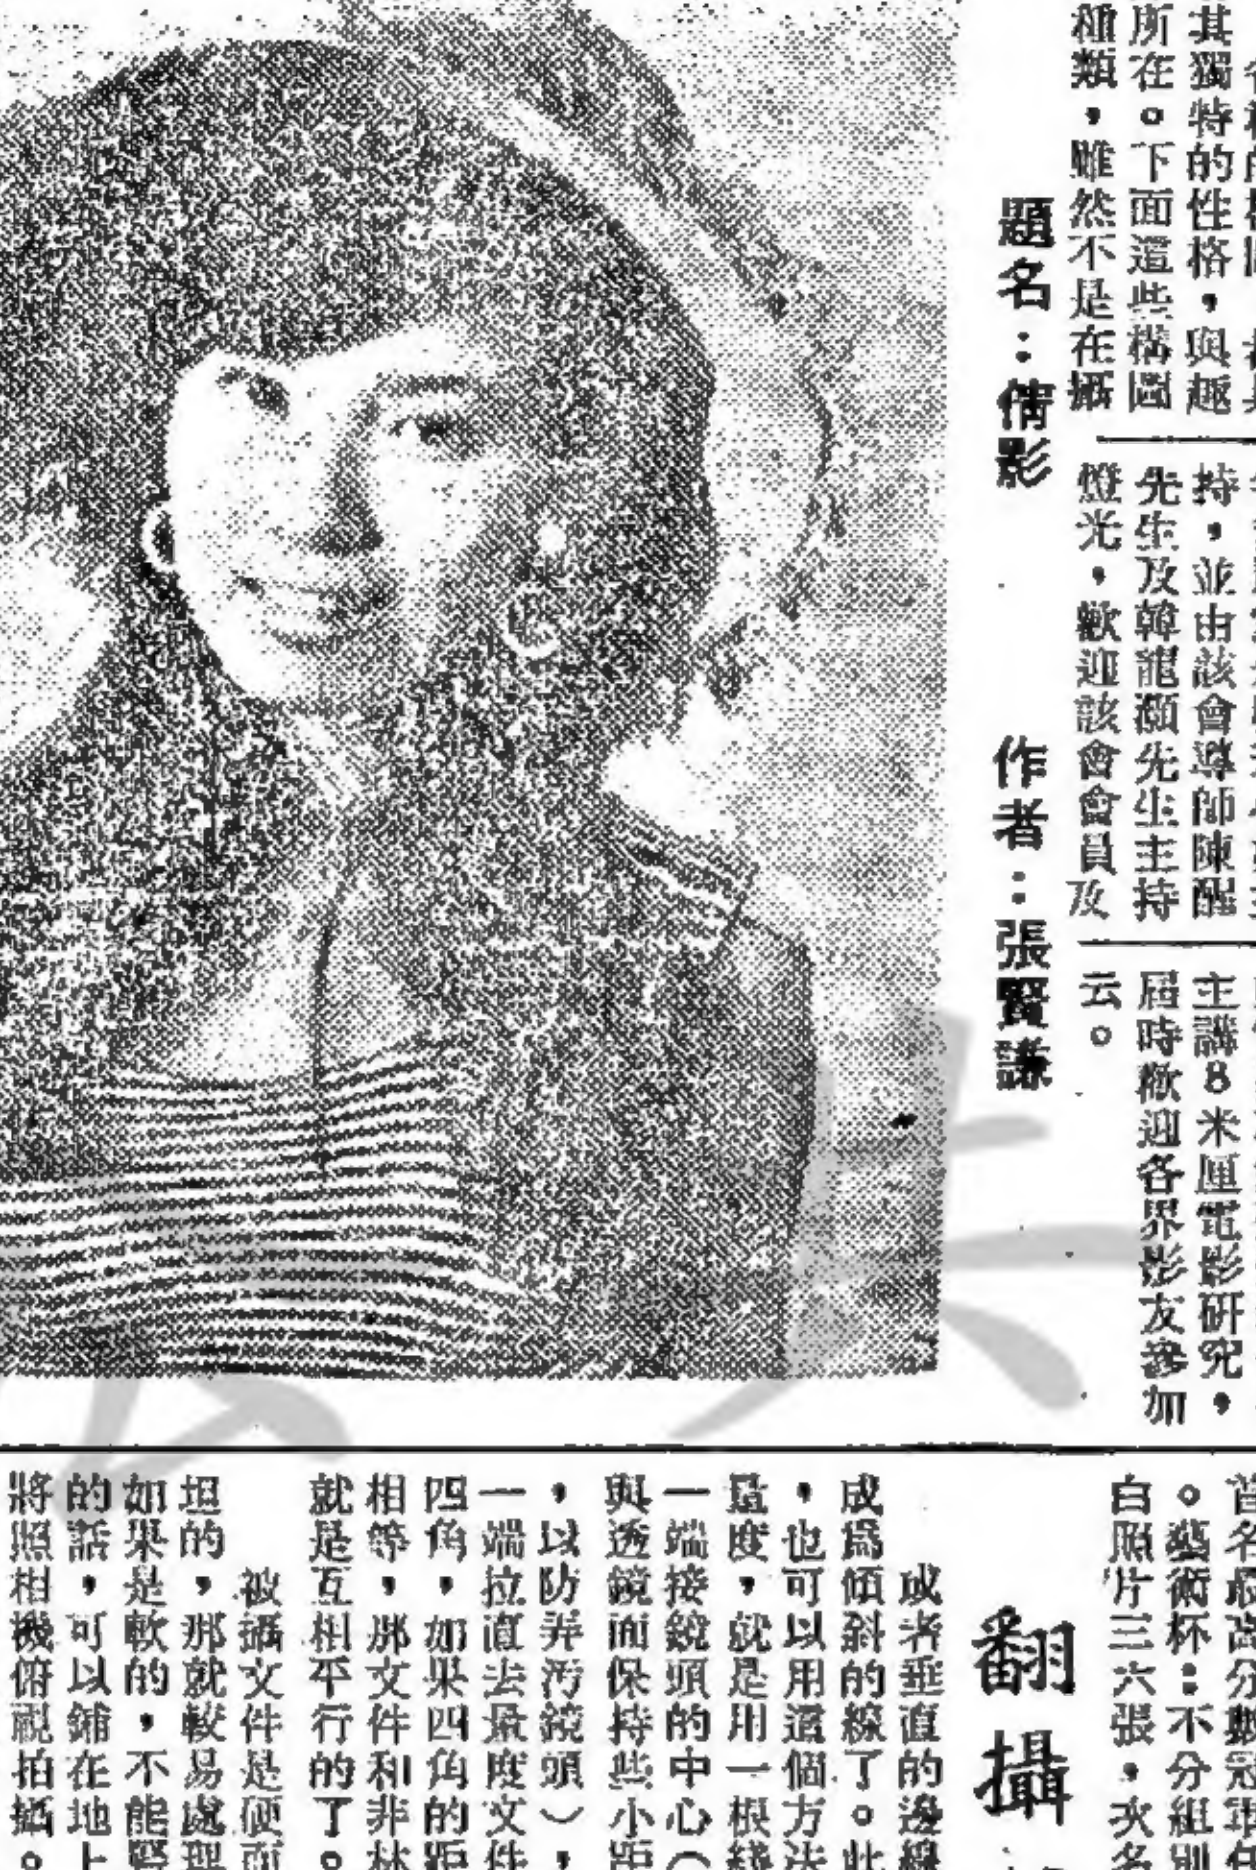 其獨特的性格,與趣
所在。下面這些構圖
種類,雖然不是在攝
持,並由該會導師陳醒
先生及韓龍灝先生主持
燈光,歡迎該會會員及
主講8米厘電影研究,
屆時歡迎各界影友參加
云。
題名:倩影
作者:張賢謙
。藝術杯:不分組別
白照片三六張,次名
翻攝
或者垂直的邊線
成爲傾斜的線了。此
,也可以用這個方法
量度,就是用一根綫
一端接鏡頭的中心(
與透鏡面保持些小距
,以防弄污鏡頭),
一端拉直去量度文件
四角,如果四角的距
相等,那文件和非林
就是互相平行的了。
被攝文件是硬而
坦的,那就較易處理
如果是軟的,不能堅
的話,可以鋪在地上
將照相機俯視拍攝。